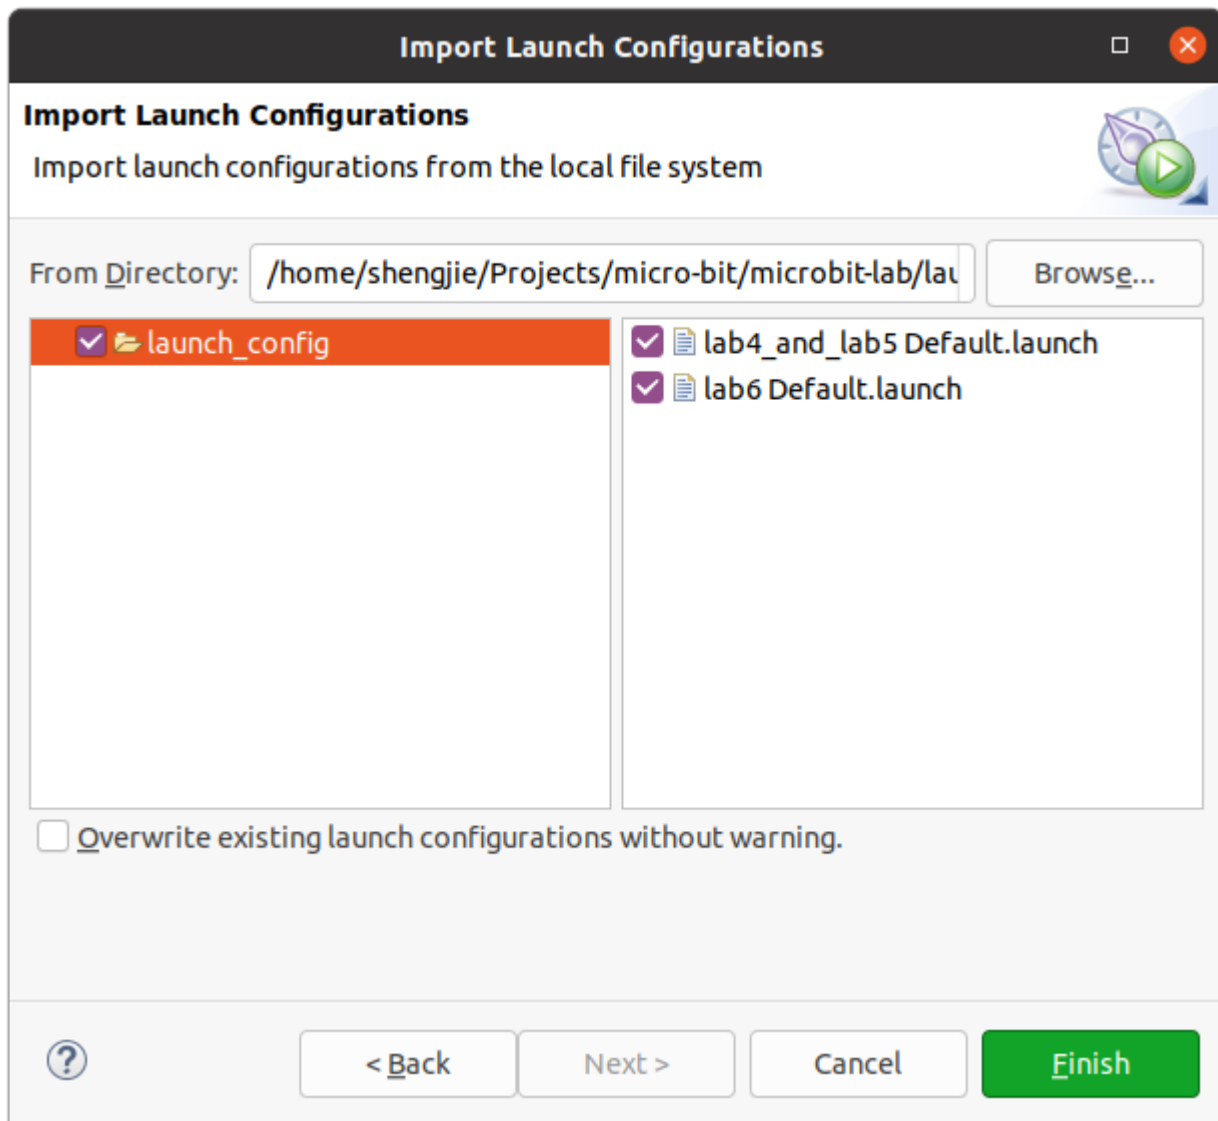 Import Launch Configurations
Import Launch Configurations
Import launch configurations from the local file system
From Directory: /home/shengjie/Projects/micro-bit/microbit-lab/lau Browse...
launch_config
lab4_and_lab5 Default.launch
lab6 Default.launch
Overwrite existing launch configurations without warning.
? < Back Next > Cancel Finish